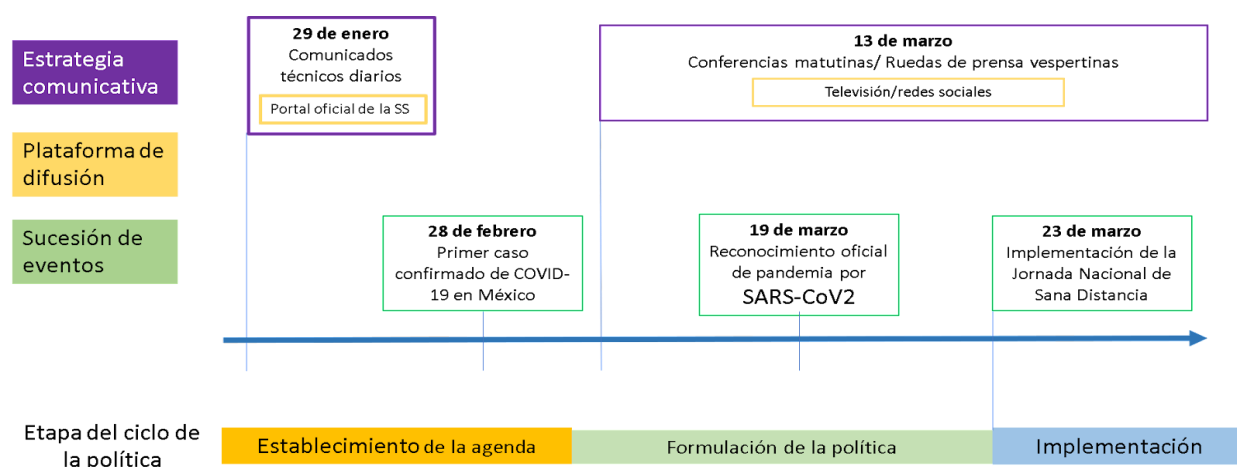 Estrategia
comunicativa
29 de enero
Comunicados
técnicos diarios
Portal oficial de la SS
13 de marzo
Conferencias matutinas/ Ruedas de prensa vespertinas
Televisión/redes sociales
Plataforma de
difusión
Sucesión de
eventos
28 de febrero
Primer caso
confirmado de COVID-
19 en México
19 de marzo
Reconocimiento oficial
de pandemia por
SARS-CoV2
23 de marzo
Implementación de la
Jornada Nacional de
Sana Distancia
Etapa del ciclo de
la política
Establecimiento de la agenda
Formulación de la política
Implementación